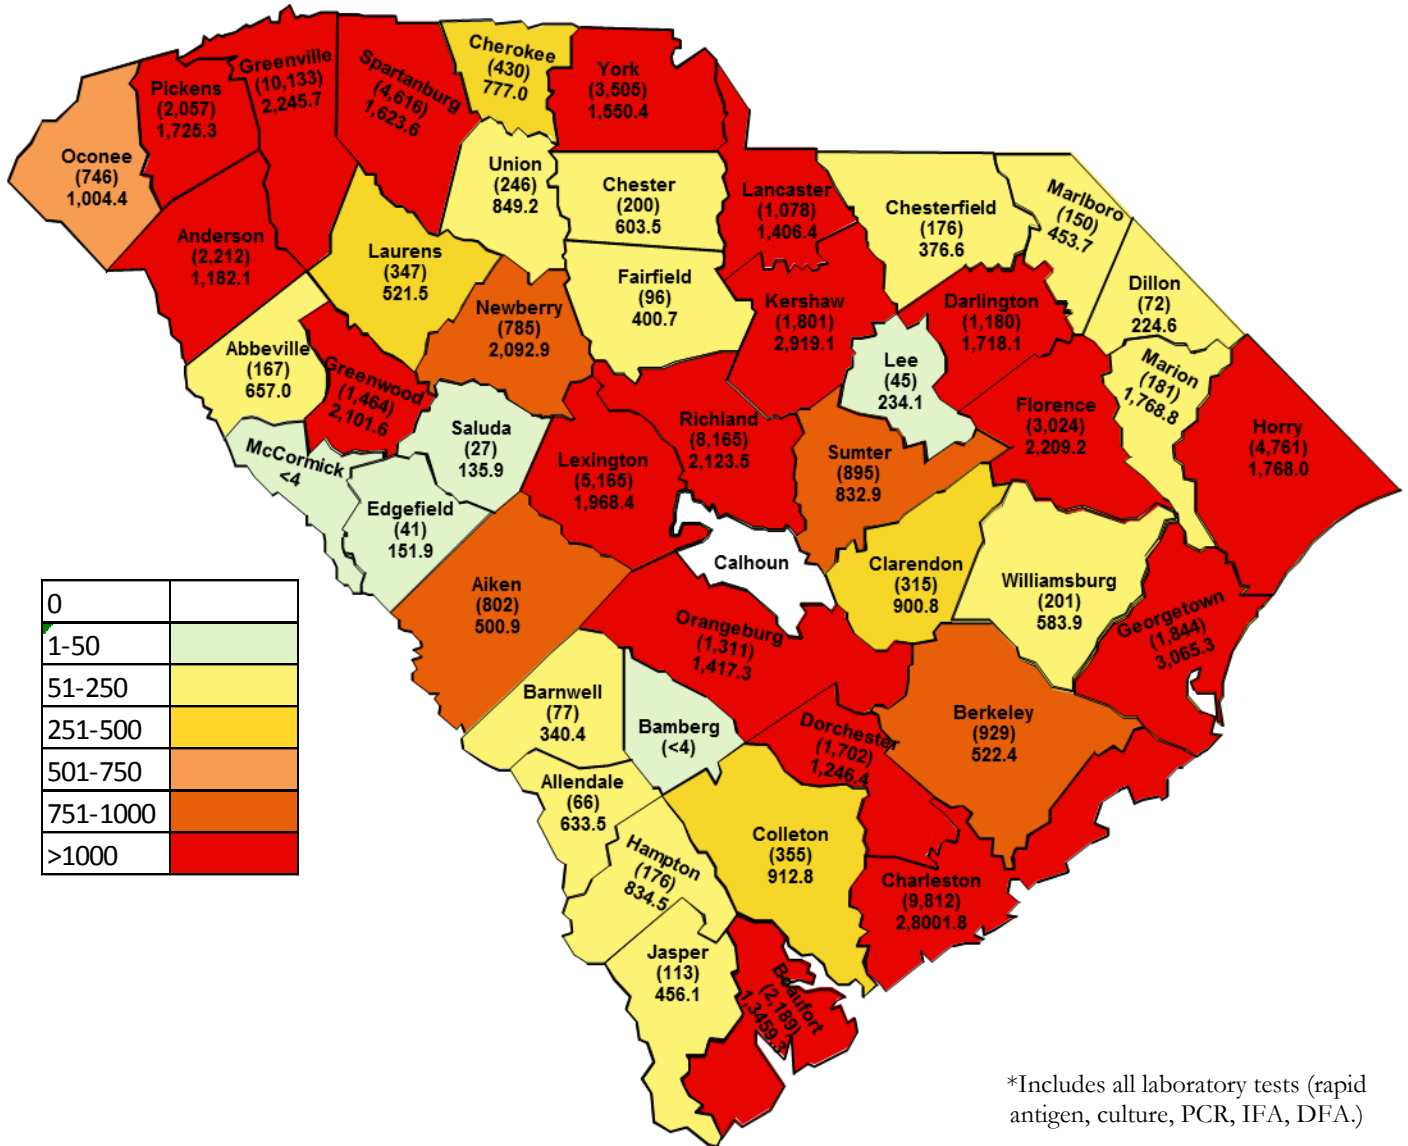 Cherokee
(430)
777.0
York
(3,505)
1,550.4
Greenville
(10,133)
2,245.7
Spartanburg
(4,616)
1,623.6
Pickens
(2,057)
1,725.3
Oconee
(746)
1,004.4
Union
(246)
849.2
Chester
(200)
603.5
Lancaster
(1,078)
1,406.4
Chesterfield
(176)
376.6
Marlboro
(150)
453.7
Anderson
(2,212)
1,182.1
Laurens
(347)
521.5
Fairfield
(96)
400.7
Kershaw
(1,801)
2,919.1
Darlington
(1,180)
1,718.1
Dillon
(72)
224.6
Newberry
(785)
2,092.9
Abbeville
(167)
657.0
Greenwood
(1,464)
2,101.6
Lee
(45)
234.1
Marion
(181)
1,768.8
Saluda
(27)
135.9
Richland
(8,165)
2,123.5
Florence
(3,024)
2,209.2
Horry
(4,761)
1,768.0
McCormick
<4
Lexington
(5,165)
1,968.4
Sumter
(895)
832.9
Edgefield
(41)
151.9
Calhoun
Clarendon
(315)
900.8
Williamsburg
(201)
583.9
Aiken
(802)
500.9
Orangeburg
(1,311)
1,417.3
Georgetown
(1,844)
3,065.3
Barnwell
(77)
340.4
Bamberg
(<4)
Dorchester
(1,702)
1,246.4
Berkeley
(929)
522.4
Allendale
(66)
633.5
Hampton
(176)
834.5
Colleton
(355)
912.8
Charleston
(9,812)
2,8001.8
Jasper
(113)
456.1
Beaufort
(2,189)
1,3459.3
0
1-50
51-250
251-500
501-750
751-1000
>1000
*Includes all laboratory tests (rapid
antigen, culture, PCR, IFA, DFA.)